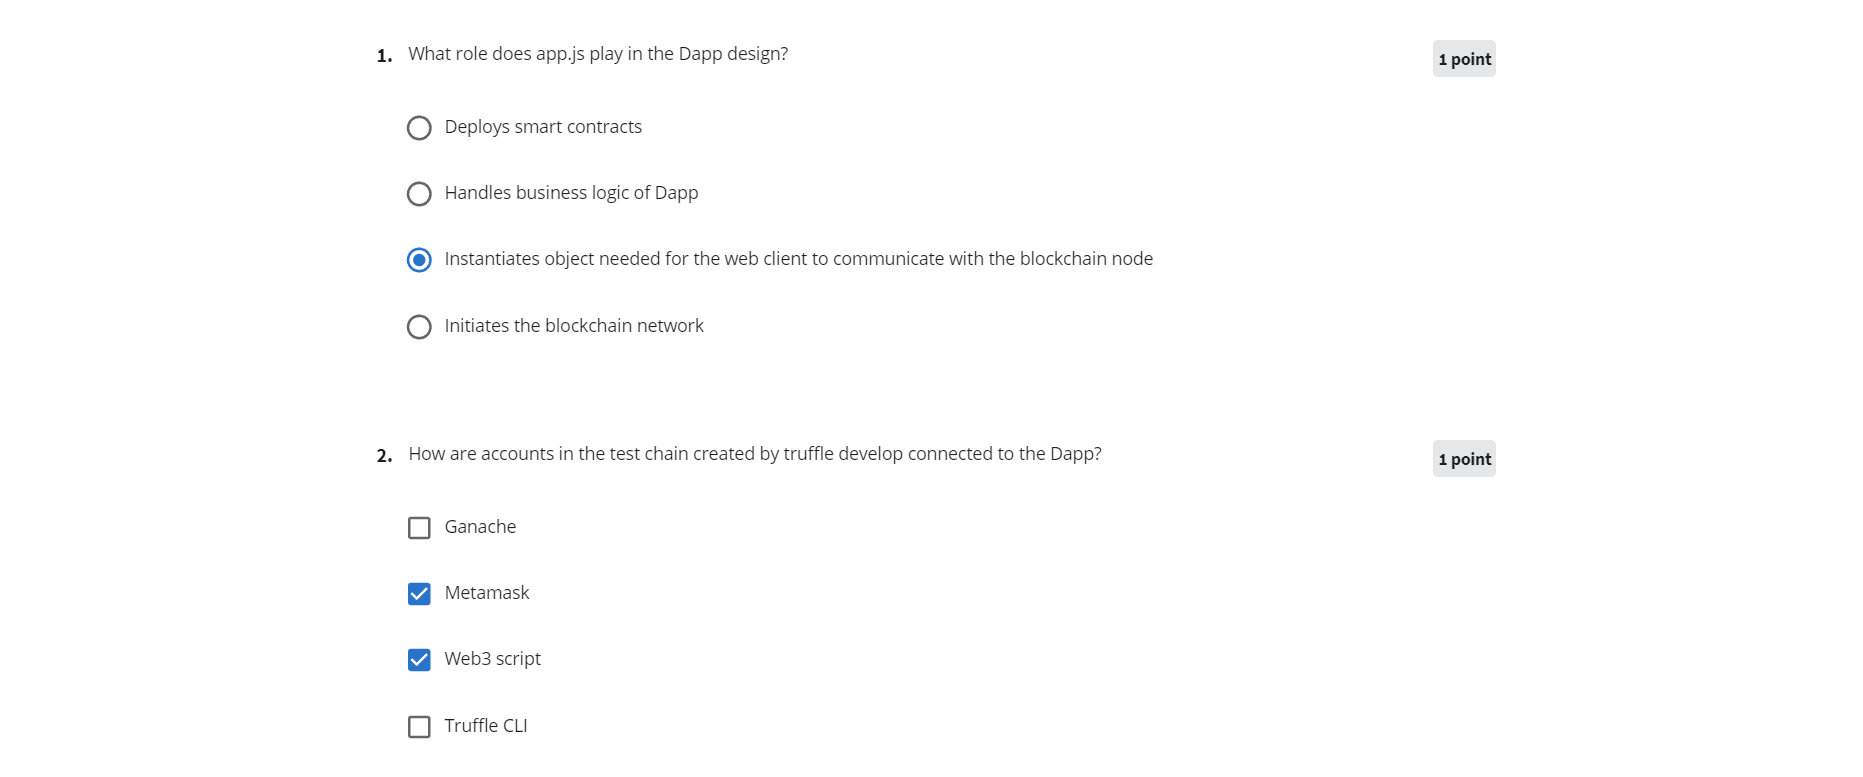 1. What role does app.js play in the Dapp design?
1 point
Deploys smart contracts
Handles business logic of Dapp
Instantiates object needed for the web client to communicate with the blockchain node
Initiates the blockchain network
2. How are accounts in the test chain created by truffle develop connected to the Dapp?
1 point
Ganache
Metamask
Web3 script
Truffle CLI